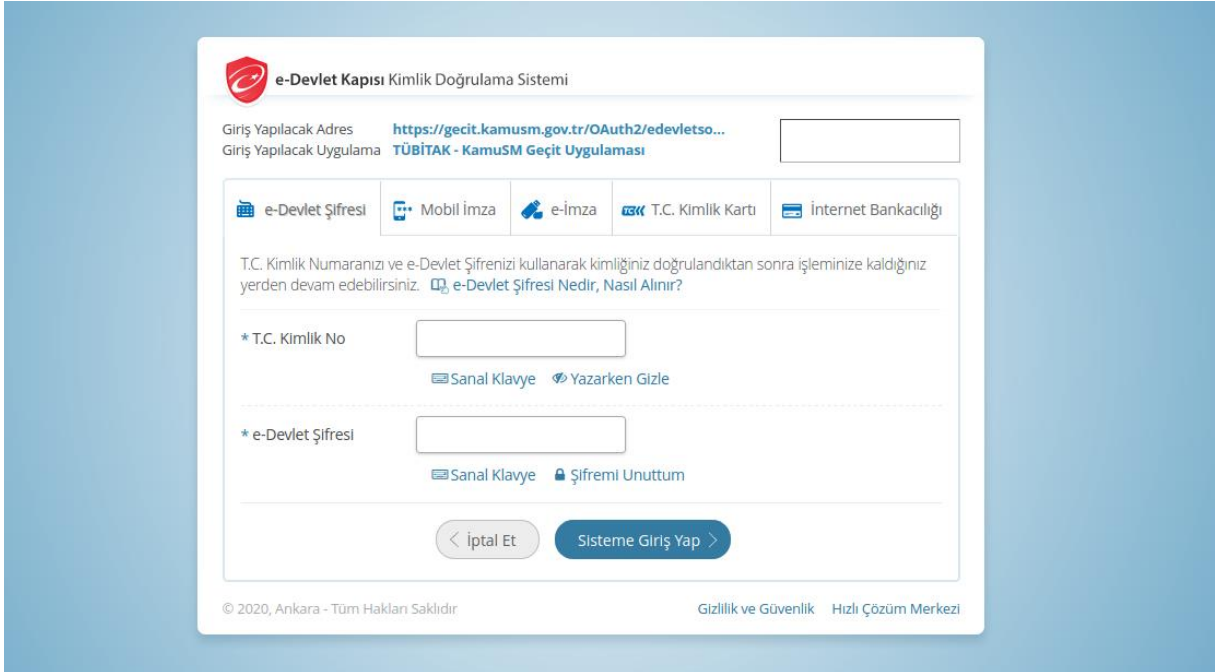 e-Devlet Kapısı Kimlik Doğrulama Sistemi
Giriş Yapılacak Adres https://gecit.kamusm.gov.tr/OAuth2/edevletso...
Giriş Yapılacak Uygulama TÜBİTAK - KamuSM Geçit Uygulaması
e-Devlet Şifresi Mobil İmza e-İmza T.C. Kimlik Kartı İnternet Bankacılığı
T.C. Kimlik Numaranızı ve e-Devlet Şifrenizi kullanarak kimliğiniz doğrulandıktan sonra işleminize kaldığınız
yerden devam edebilirsiniz. e-Devlet Şifresi Nedir, Nasıl Alınır?
* T.C. Kimlik No
Sanal Klavye Yazarken Gizle
* e-Devlet Şifresi
Sanal Klavye Şifremi Unuttum
İptal Et Sisteme Giriş Yap
© 2020, Ankara - Tüm Hakları Saklıdır Gizlilik ve Güvenlik Hızlı Çözüm Merkezi